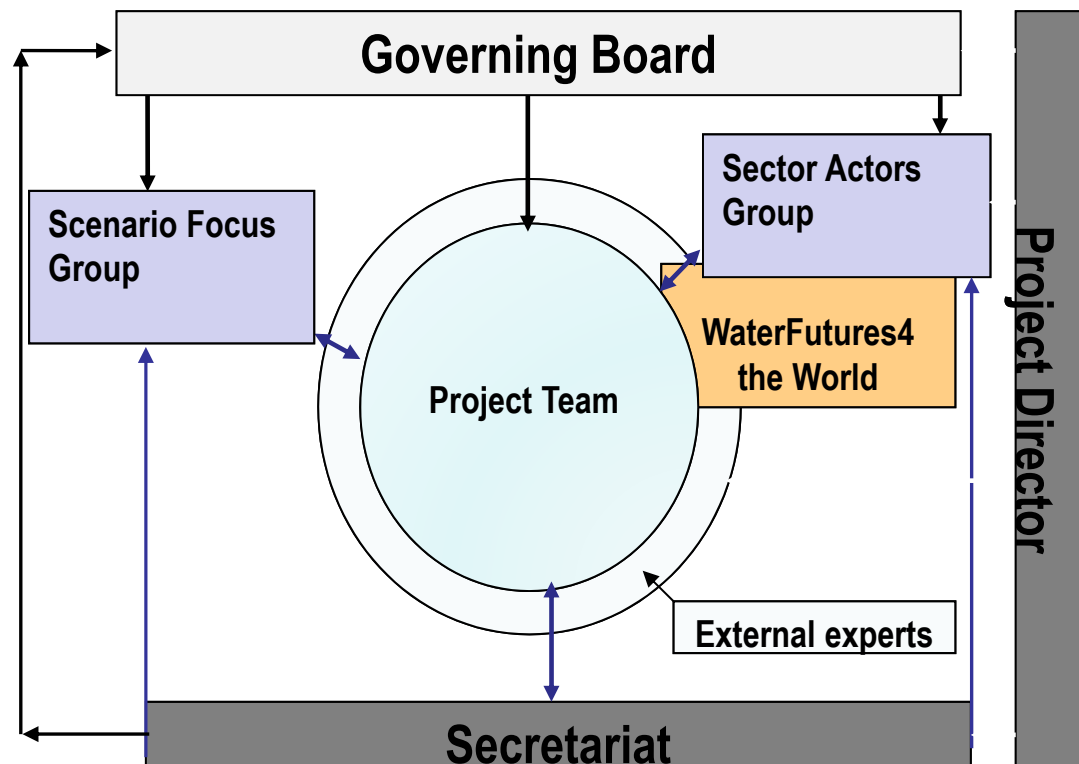 Governing Board
Scenario Focus
Group
Sector Actors
Group
WaterFutures4
the World
Project Team
External experts
Secretariat
Project Director